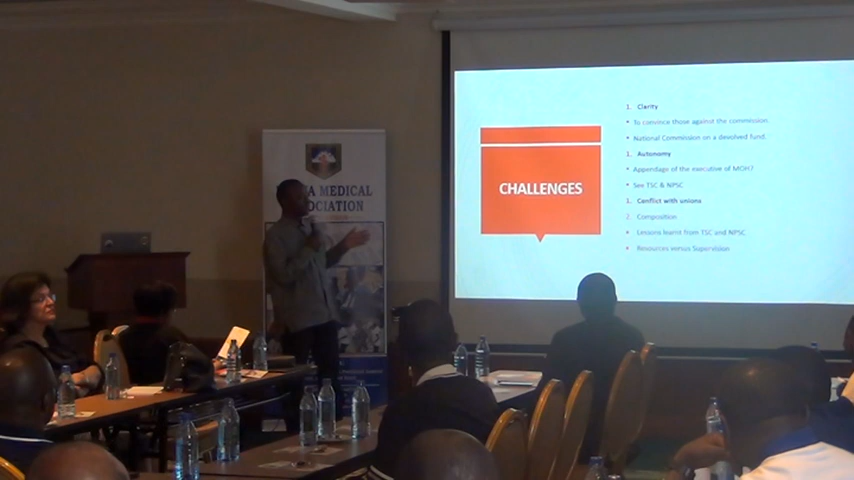 A MEDICAL
OCIATION
CHALLENGES
1. Clarity
• To convince those against the commission.
• National Commission on a devolved fund.
1. Autonomy
• Appendage of the executive of MOH?
• See TSC & NPSC
1. Conflict with unions
2. Composition
• Lessons learnt from TSC and NPSC
• Resources versus Supervision